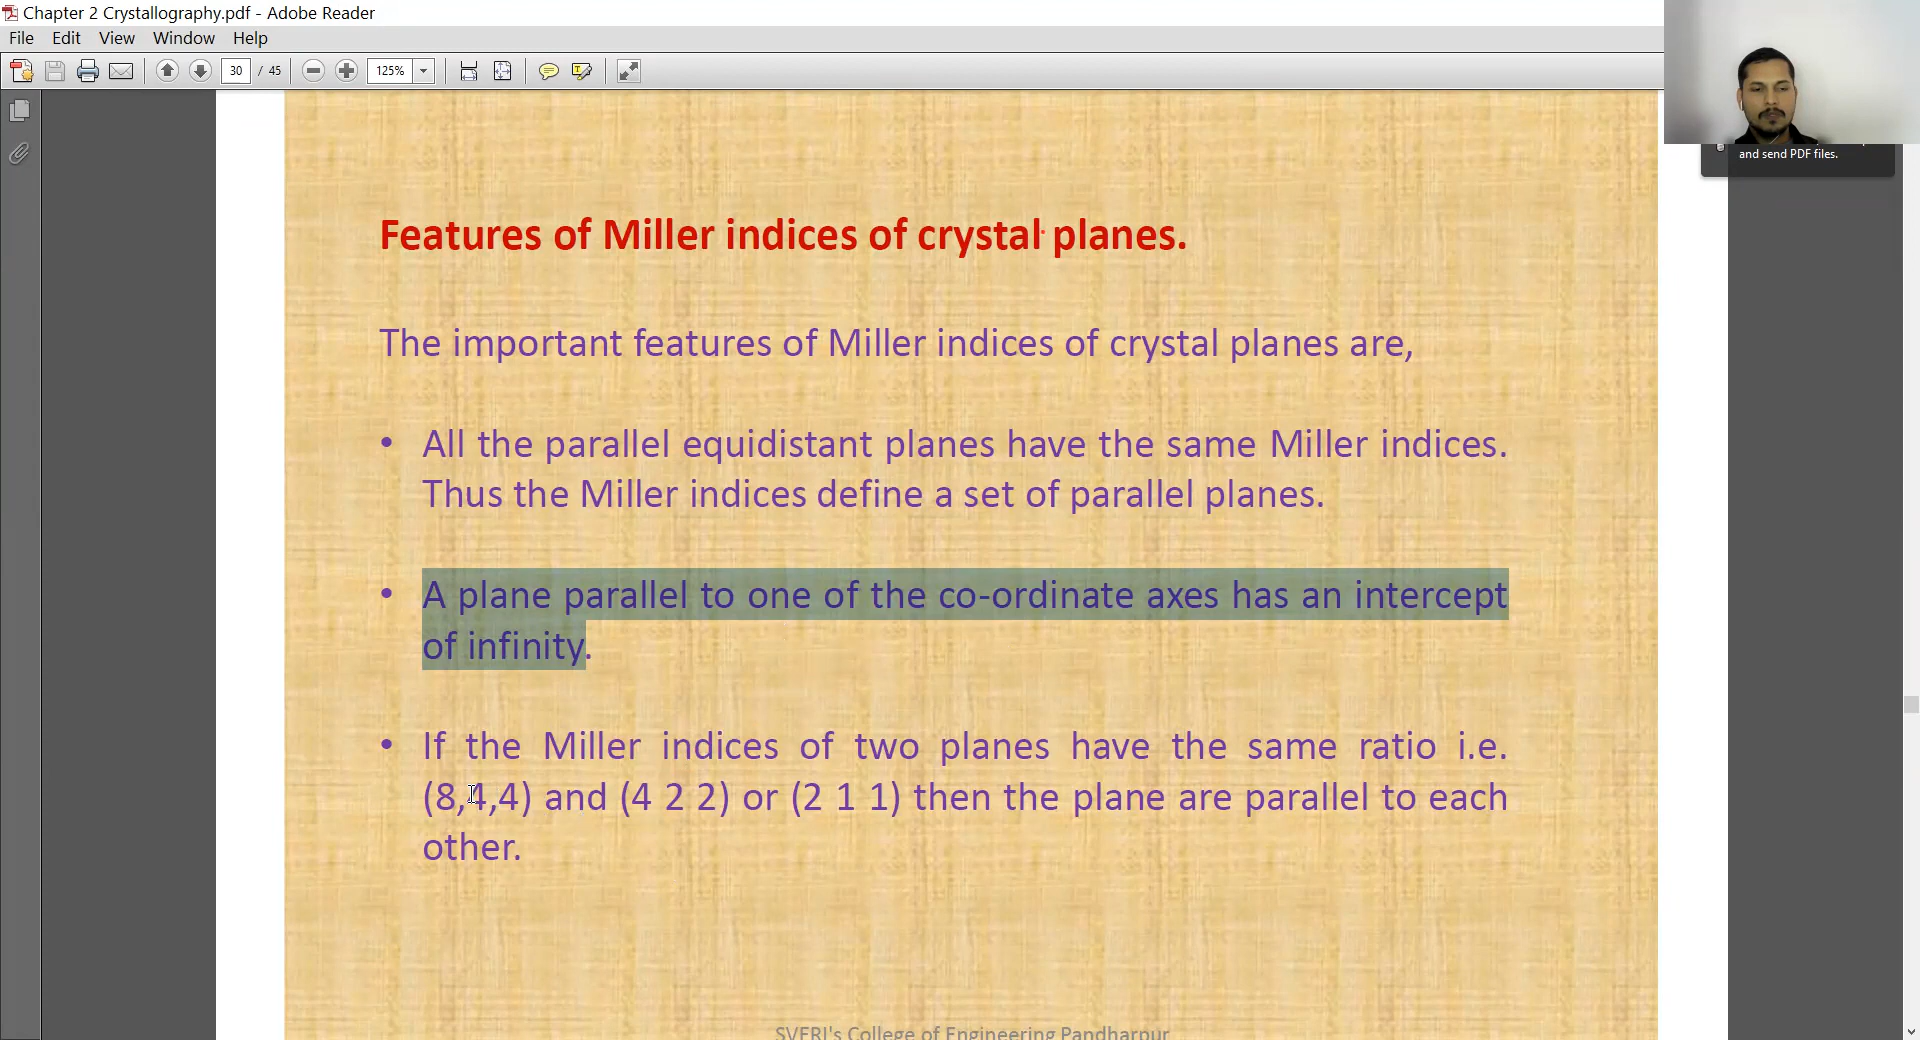 Chapter 2 Crystallography.pdf - Adobe Reader
File Edit View Window Help
30 / 45 125%
and send PDF files.
Features of Miller indices of crystal planes.
The important features of Miller indices of crystal planes are,
• All the parallel equidistant planes have the same Miller indices.
Thus the Miller indices define a set of parallel planes.
• A plane parallel to one of the co-ordinate axes has an intercept
of infinity.
• If the Miller indices of two planes have the same ratio i.e.
(8,4,4) and (4 2 2) or (2 1 1) then the plane are parallel to each
other.
SVERI's College of Engineering Pandharpur